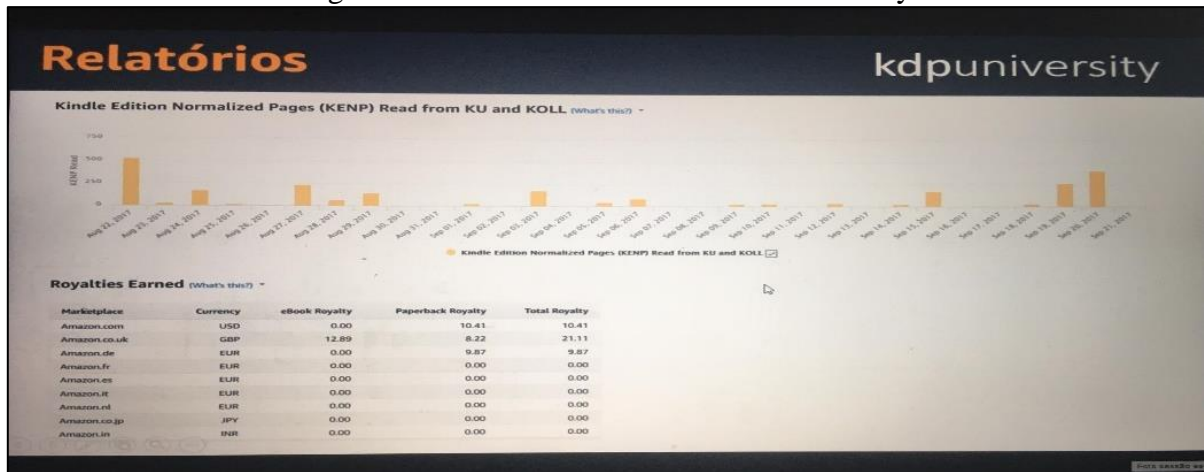 Relatórios
kdpuniversity
Kindle Edition Normalized Pages (KENP) Read from KU and KOLL (What's this?)
750
500
250
0
KENP Read
Aug 22, 2017 Aug 23, 2017 Aug 24, 2017 Aug 25, 2017 Aug 26, 2017 Aug 27, 2017 Aug 28, 2017 Aug 29, 2017 Aug 30, 2017 Aug 31, 2017 Sep 01, 2017 Sep 02, 2017 Sep 03, 2017 Sep 04, 2017 Sep 05, 2017 Sep 06, 2017 Sep 07, 2017 Sep 08, 2017 Sep 09, 2017 Sep 10, 2017 Sep 11, 2017 Sep 12, 2017 Sep 13, 2017 Sep 14, 2017 Sep 15, 2017 Sep 16, 2017 Sep 17, 2017 Sep 18, 2017 Sep 19, 2017 Sep 20, 2017 Sep 21, 2017
Kindle Edition Normalized Pages (KENP) Read from KU and KOLL
Royalties Earned (What's this?)
Marketplace Currency eBook Royalty Paperback Royalty Total Royalty
Amazon.com USD 0.00 10.41 10.41
Amazon.co.uk GBP 12.89 8.22 21.11
Amazon.de EUR 0.00 9.87 9.87
Amazon.fr EUR 0.00 0.00 0.00
Amazon.es EUR 0.00 0.00 0.00
Amazon.it EUR 0.00 0.00 0.00
Amazon.nl EUR 0.00 0.00 0.00
Amazon.co.jp JPY 0.00 0.00 0.00
Amazon.in INR 0.00 0.00 0.00